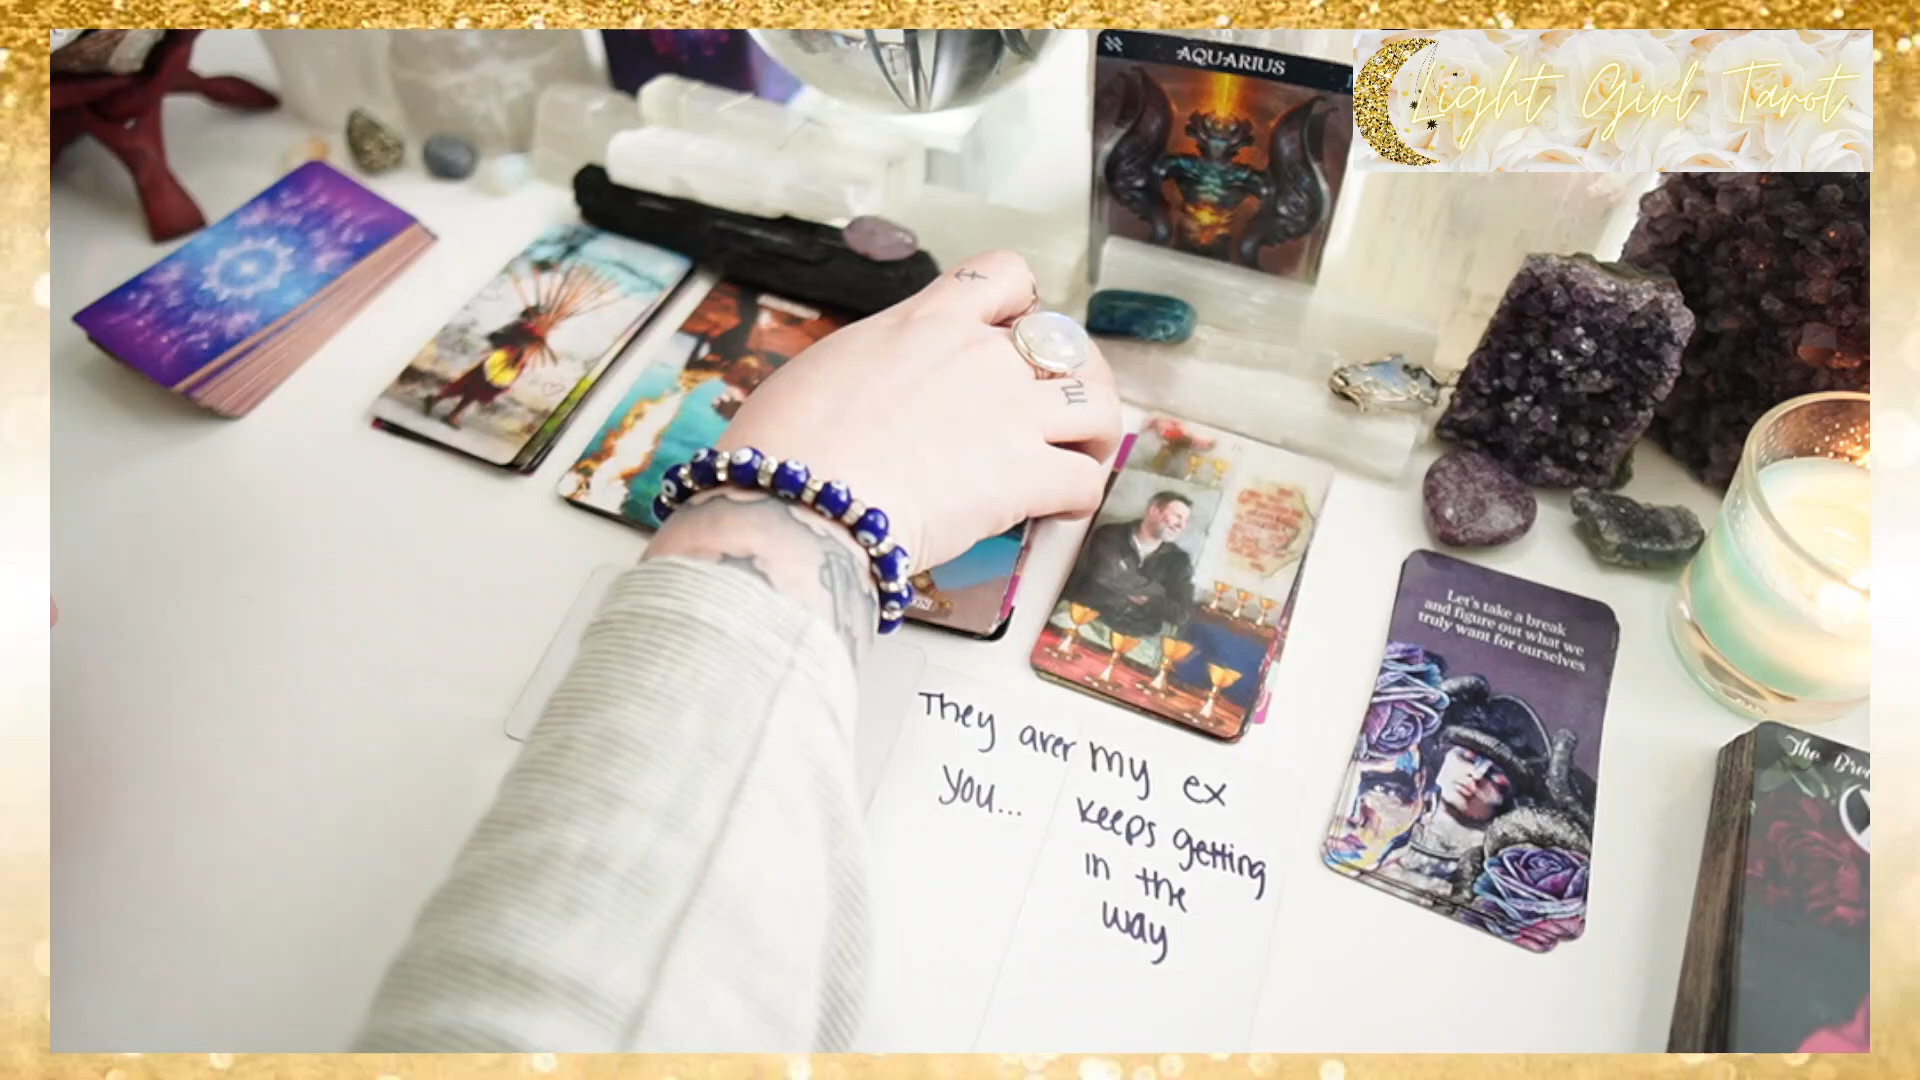 AQUARIUS
Light Girl Tarot
Let's take a break
and figure out what we
truly want for ourselves
They
you...
my ex
keeps getting
in the
way
The